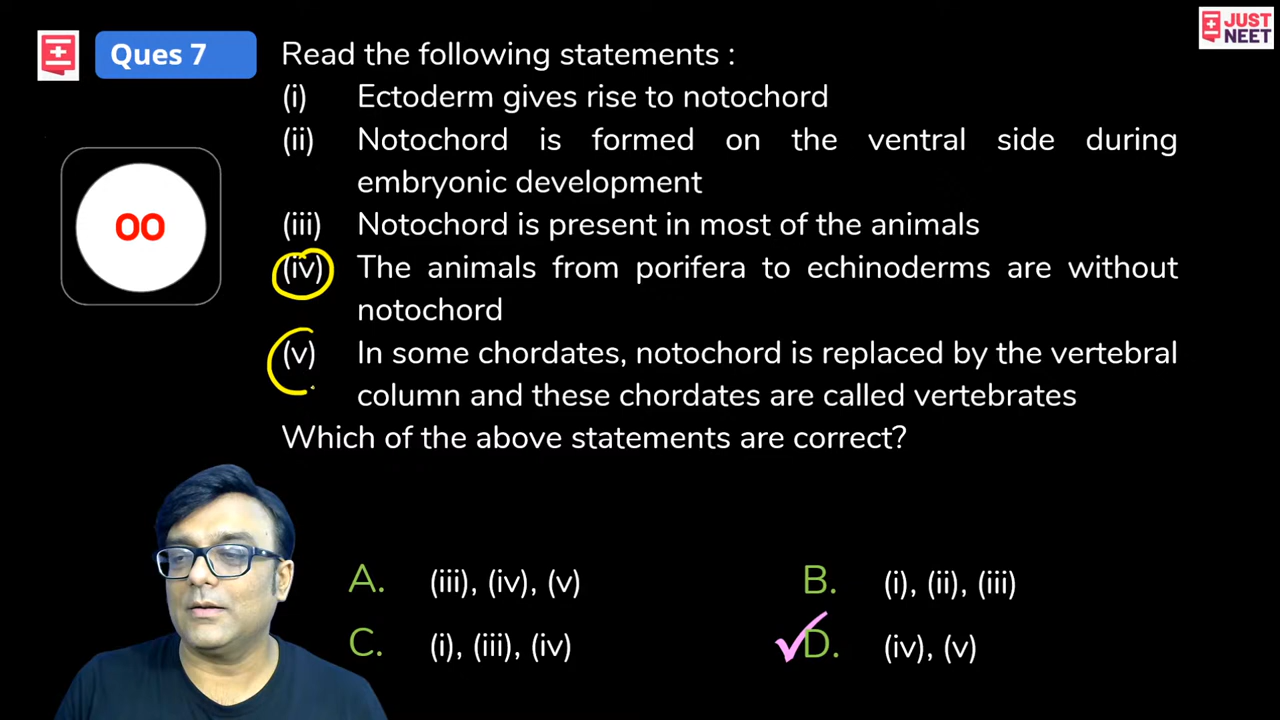 Ques 7
JUST
NEET
Read the following statements :
(i) Ectoderm gives rise to notochord
(ii) Notochord is formed on the ventral side during
embryonic development
(iii) Notochord is present in most of the animals
(iv) The animals from porifera to echinoderms are without
notochord
(v) In some chordates, notochord is replaced by the vertebral
column and these chordates are called vertebrates
Which of the above statements are correct?
00
A. (iii), (iv), (v)
B. (i), (ii), (iii)
C. (i), (iii), (iv)
D. (iv), (v)